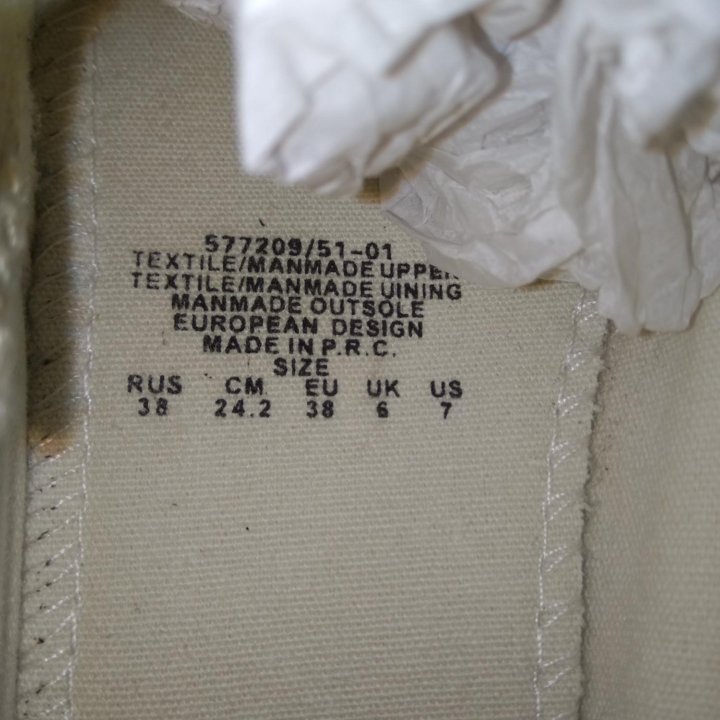 577209/51-01
TEXTILE/MANMADE UPPER
TEXTILE/MANMADE UINING
MANMADE OUTSOLE
EUROPEAN DESIGN
MADE IN P.R.C.
SIZE
RUS CM EU UK US
38 24.2 38 6 7